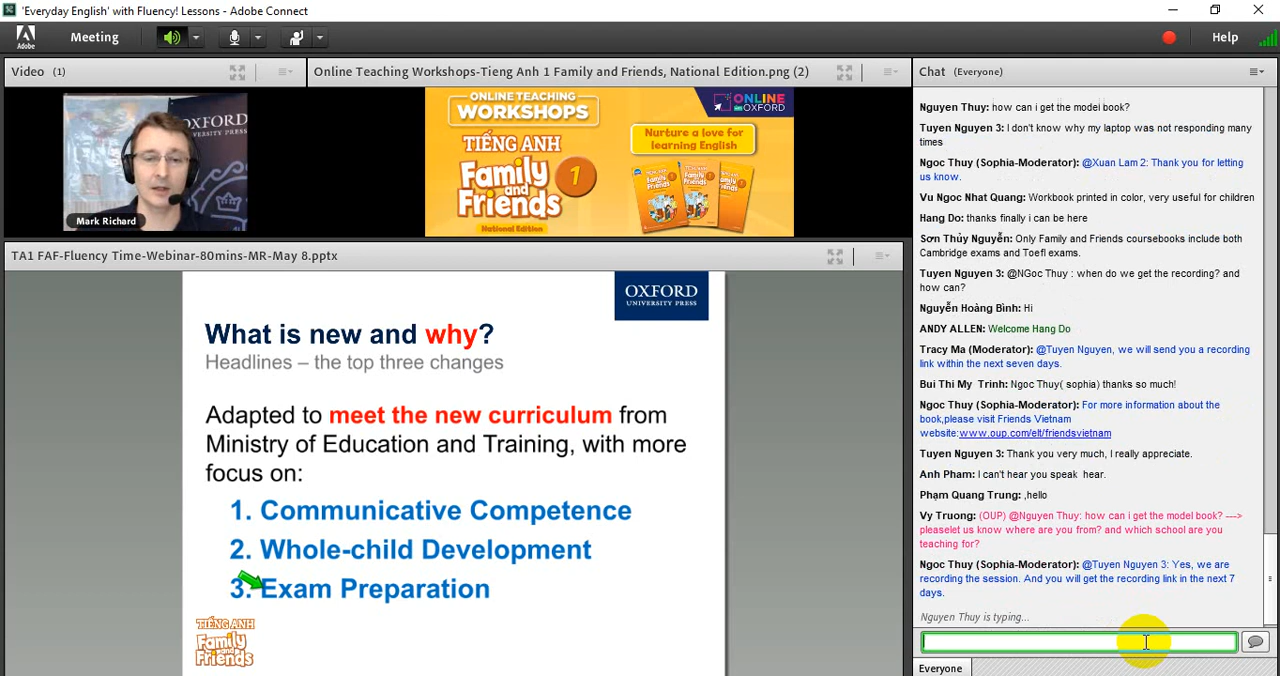 'Everyday English' with Fluency! Lessons - Adobe Connect
Adobe
Meeting
Help
Video (1)
Online Teaching Workshops-Tieng Anh 1 Family and Friends, National Edition.png (2)
Chat (Everyone)
OXFORD
UNIVERSITY PRESS
Mark Richard
ONLINE TEACHING
WORKSHOPS
TIẾNG ANH
Family
and
Friends
1
National Edition
ONLINE
OXFORD
Nurture a love for
learning English
TA1 FAF-Fluency Time-Webinar-80mins-MR-May 8.pptx
OXFORD
UNIVERSITY PRESS
What is new and why?
Headlines – the top three changes
Adapted to meet the new curriculum from
Ministry of Education and Training, with more
focus on:
1. Communicative Competence
2. Whole-child Development
3. Exam Preparation
TIẾNG ANH
Family
and
Friends
Nguyen Thuy: how can i get the model book?
Tuyen Nguyen 3: I don't know why my laptop was not responding many
times
Ngoc Thuy (Sophia-Moderator): @Xuan Lam 2: Thank you for letting
us know.
Vu Ngoc Nhat Quang: Workbook printed in color, very useful for children
Hang Do: thanks finally i can be here
Sơn Thủy Nguyễn: Only Family and Friends coursebooks include both
Cambridge exams and Toefl exams.
Tuyen Nguyen 3: @NGoc Thuy : when do we get the recording? and
how can?
Nguyễn Hoàng Bình: Hi
ANDY ALLEN: Welcome Hang Do
Tracy Ma (Moderator): @Tuyen Nguyen, we will send you a recording
link within the next seven days.
Bui Thi My Trinh: Ngoc Thuy( sophia) thanks so much!
Ngoc Thuy (Sophia-Moderator): For more information about the
book,please visit Friends Vietnam
website:www.oup.com/elt/friendsvietnam
Tuyen Nguyen 3: Thank you very much, I really appreciate.
Anh Pham: I can't hear you speak hear.
Phạm Quang Trung: ,hello
Vy Truong: (OUP) @Nguyen Thuy: how can i get the model book? --->
pleaselet us know where are you from? and which school are you
teaching for?
Ngoc Thuy (Sophia-Moderator): @Tuyen Nguyen 3: Yes, we are
recording the session. And you will get the recording link in the next 7
days.
Nguyen Thuy is typing...
Everyone